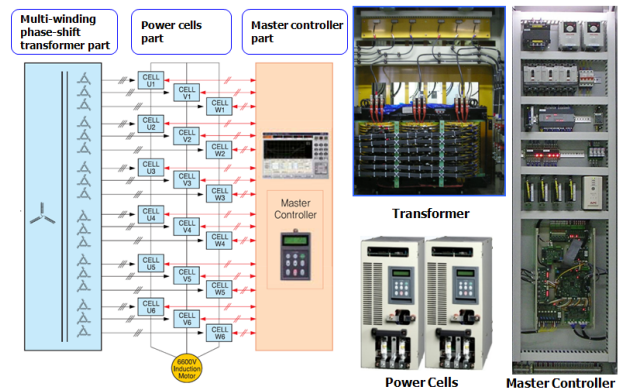 Multi-winding
phase-shift
transformer part
Power cells
part
Master controller
part
CELL
U1
CELL
V1
CELL
W1
CELL
U2
CELL
V2
CELL
W2
CELL
U3
CELL
V3
CELL
W3
CELL
U4
CELL
V4
CELL
W4
CELL
U5
CELL
V5
CELL
W5
CELL
U6
CELL
V6
CELL
W6
Master
Controller
6600V
Induction
Motor
Transformer
Power Cells
Master Controller